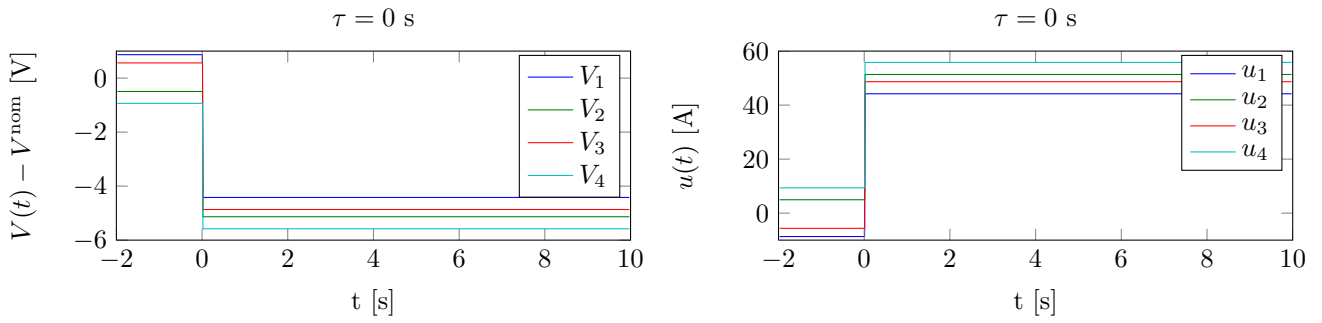 τ = 0 s
V(t) − V^nom [V]
0
−2
−4
−6
−2 0 2 4 6 8 10
t [s]
V_1
V_2
V_3
V_4
τ = 0 s
u(t) [A]
60
40
20
0
−2 0 2 4 6 8 10
t [s]
u_1
u_2
u_3
u_4